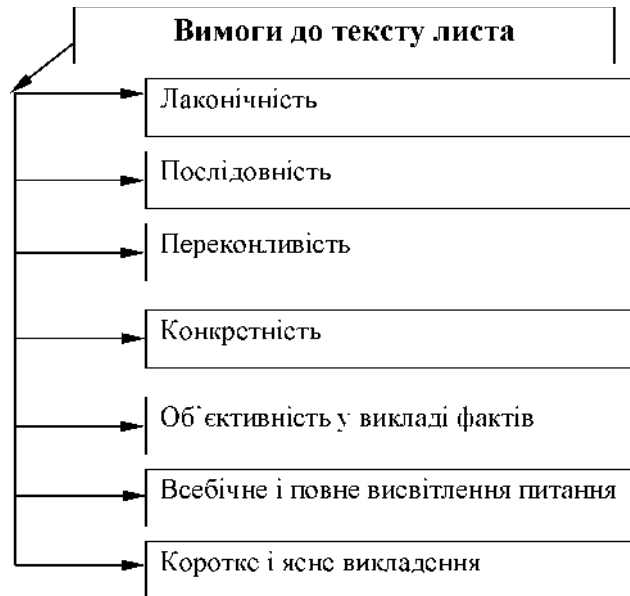 Вимоги до тексту листа
Лаконічність
Послідовність
Переконливість
Конкретність
Об`єктивність у викладі фактів
Всебічне і повне висвітлення питання
Коротке і ясне викладення